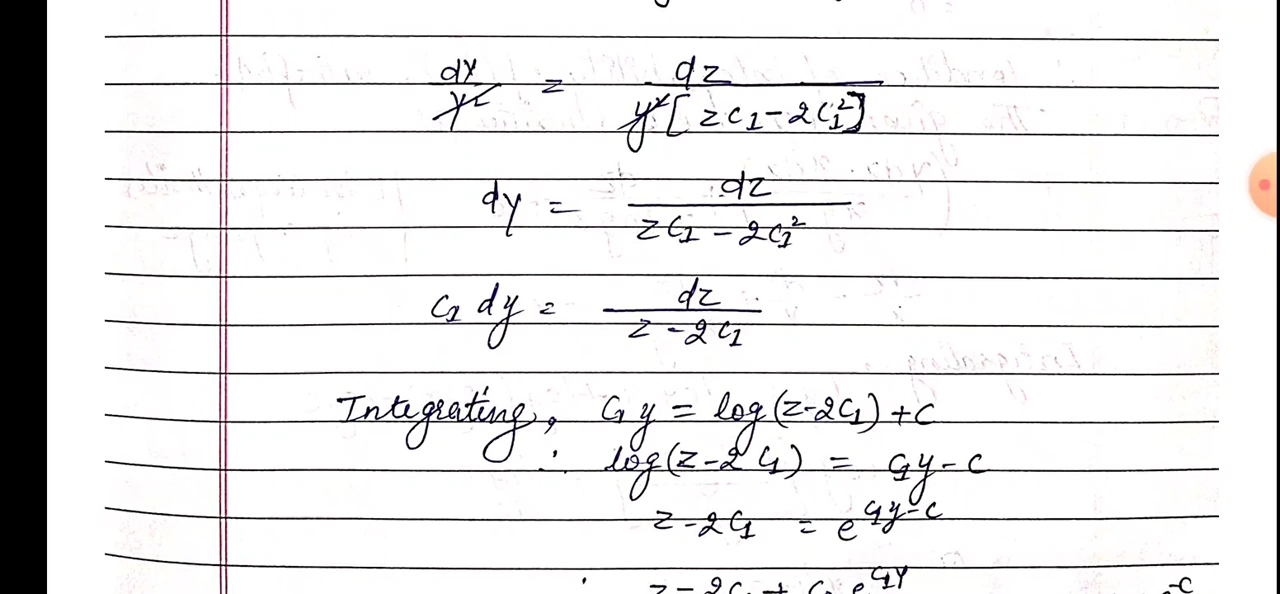 dy/y² = dz/y²[zc₁-2c₁²]
dy = dz/zc₁-2c₁²
c₁ dy = dz/z-2c₁
Integrating, c₁y = log(z-2c₁)+c
∴ log(z-2c₁) = c₁y-c
z-2c₁ = e^(c₁y-c)